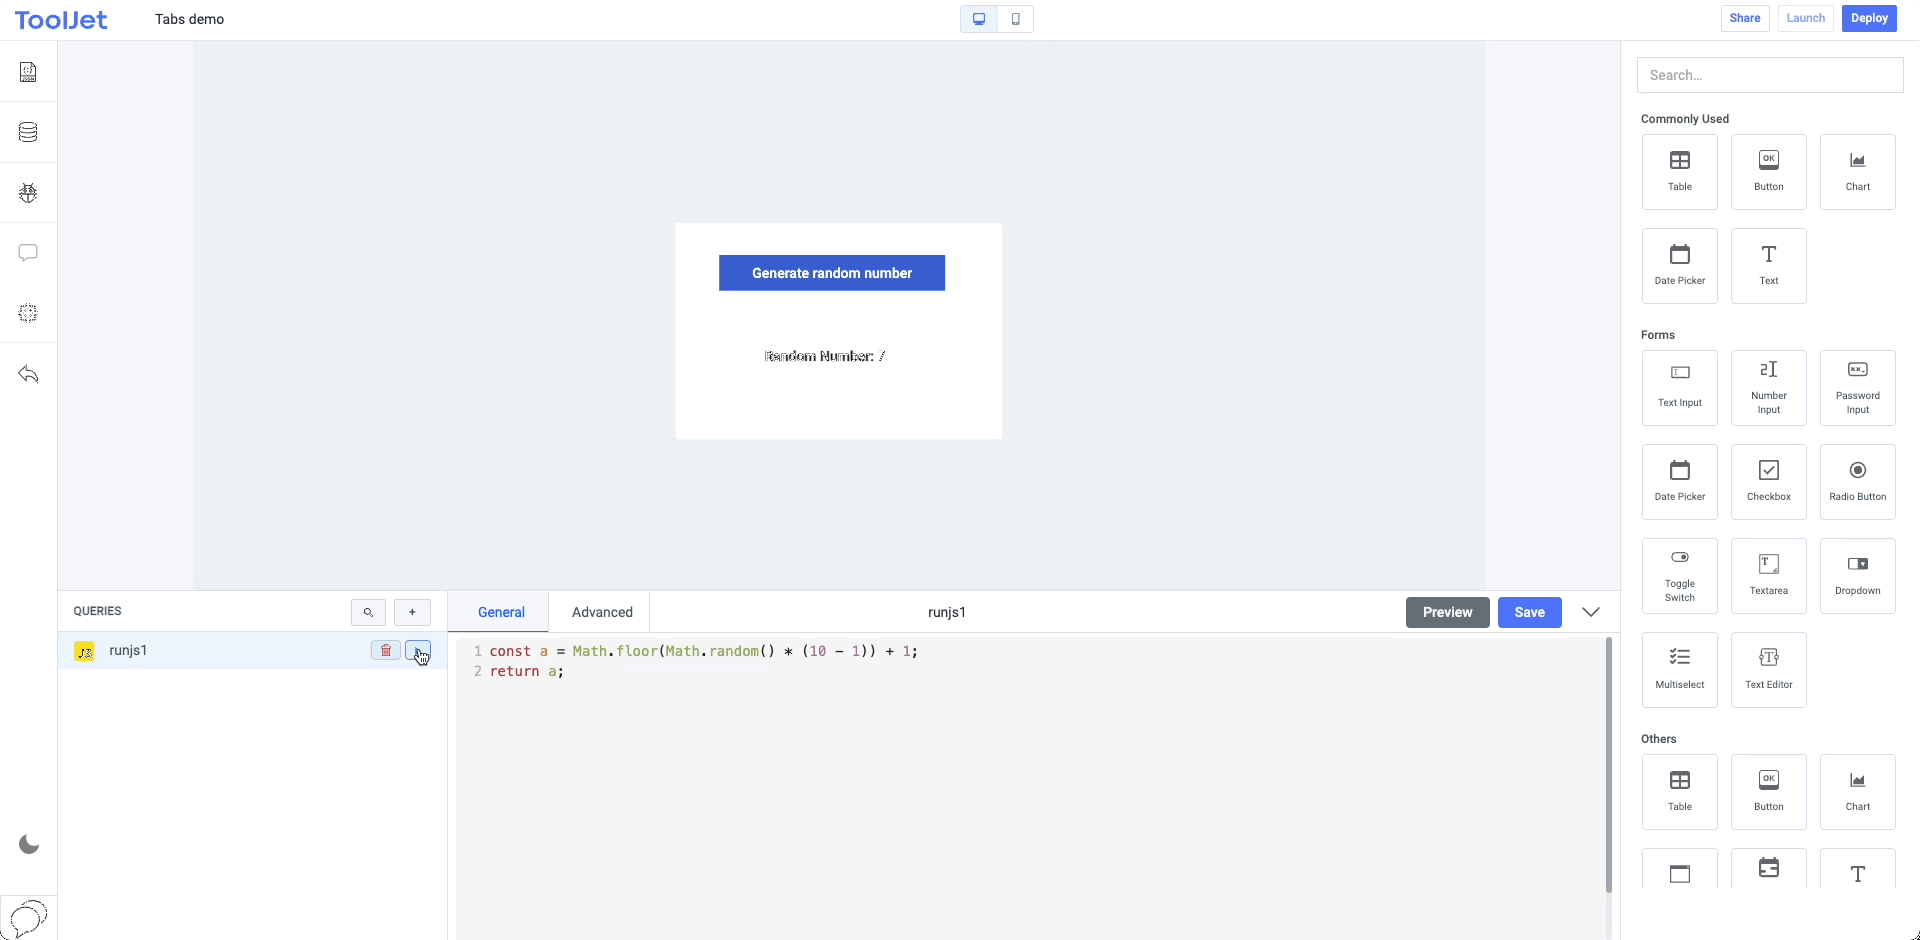 ToolJet
Tabs demo
Share
Launch
Deploy
Search...
Commonly Used
Table
Button
Chart
Date Picker
Text
Generate random number
Random Number: 7
Forms
Text Input
Number
Input
Password
Input
Date Picker
Checkbox
Radio Button
Toggle
Switch
Textarea
Dropdown
Multiselect
Text Editor
Others
Table
Button
Chart
QUERIES
+
General
Advanced
runjs1
Preview
Save
JS
runjs1
1 const a = Math.floor(Math.random() * (10 - 1)) + 1;
2 return a;